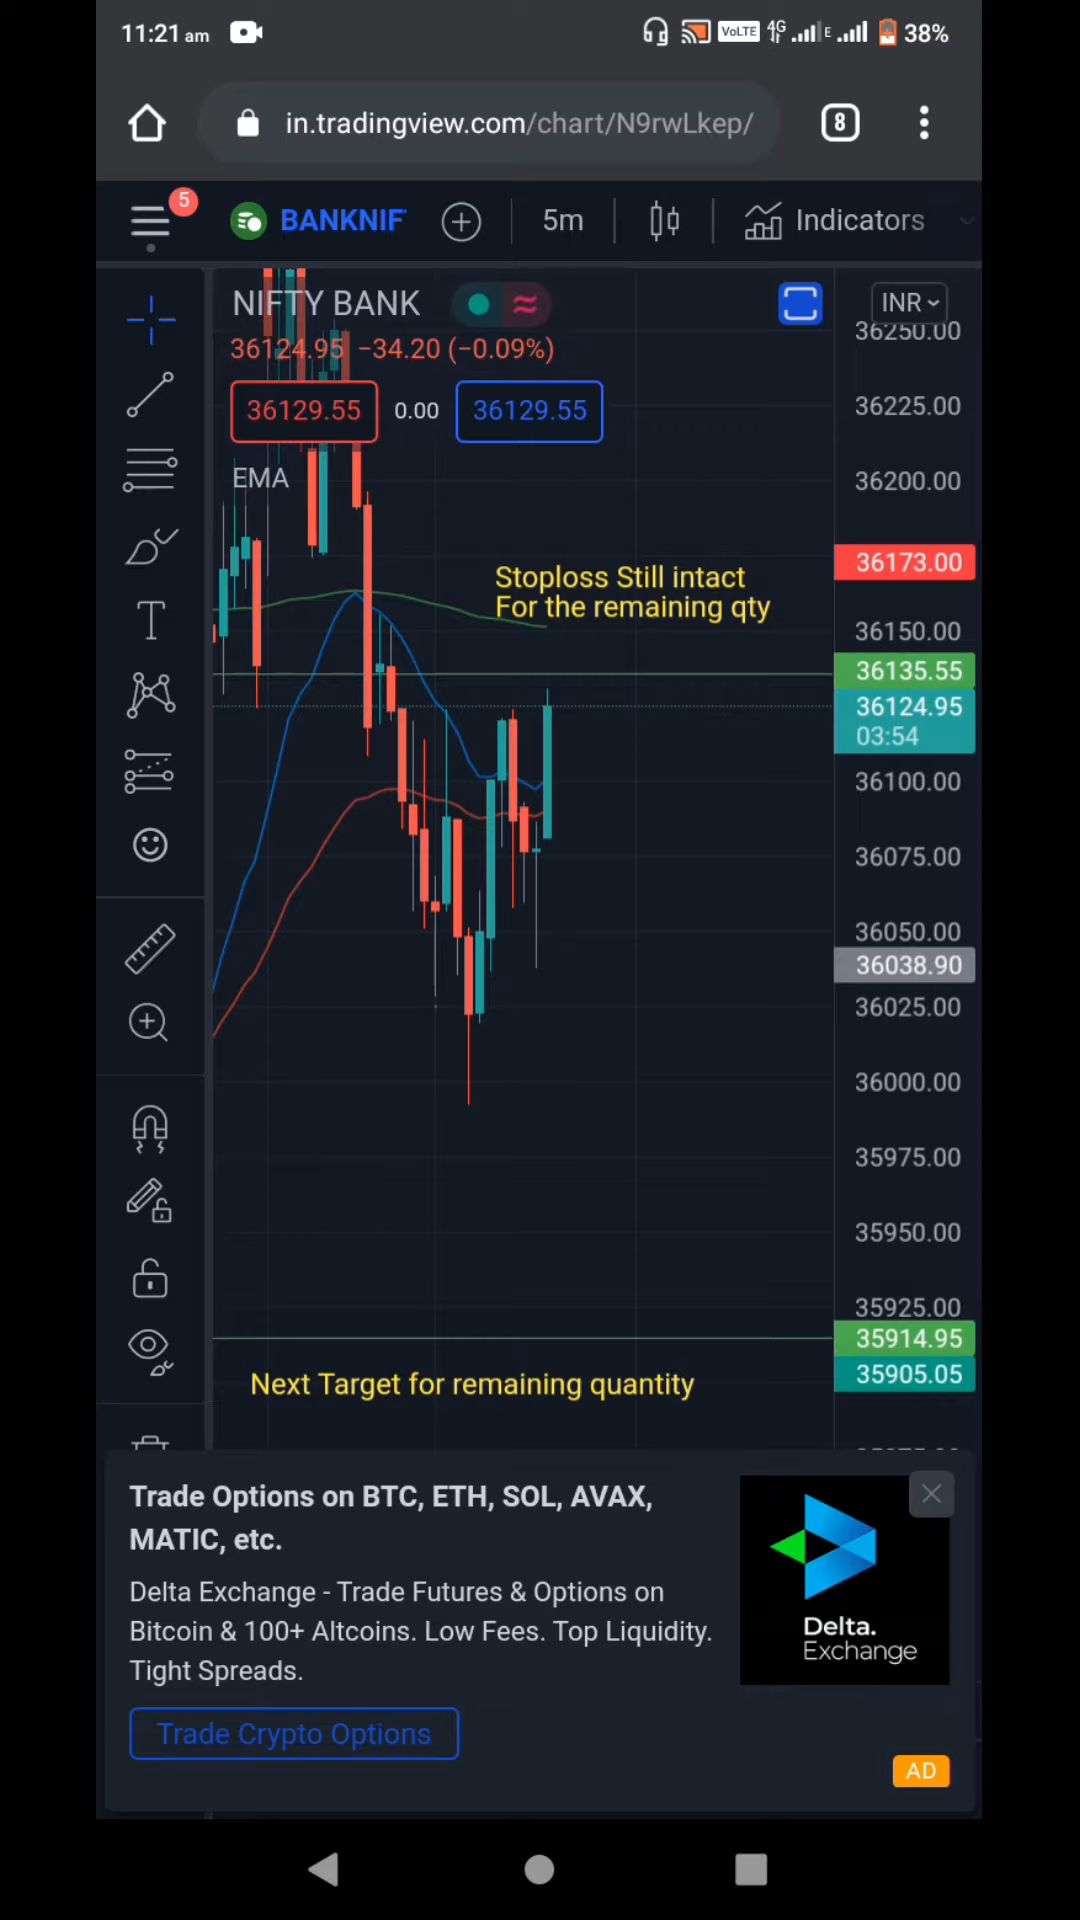 11:21 am
VoLTE 4G E 38%
in.tradingview.com/chart/N9rwLkep/
8
5
BANKNIF
5m
Indicators
NIFTY BANK
INR
36250.00
36124.95 −34.20 (−0.09%)
36129.55 0.00 36129.55
36225.00
EMA
36200.00
36173.00
Stoploss Still intact
For the remaining qty
36150.00
36135.55
36124.95
03:54
36100.00
36075.00
36050.00
36038.90
36025.00
36000.00
35975.00
35950.00
35925.00
35914.95
35905.05
Next Target for remaining quantity
Trade Options on BTC, ETH, SOL, AVAX,
MATIC, etc.
Delta Exchange - Trade Futures & Options on
Bitcoin & 100+ Altcoins. Low Fees. Top Liquidity.
Tight Spreads.
Delta.
Exchange
Trade Crypto Options
AD